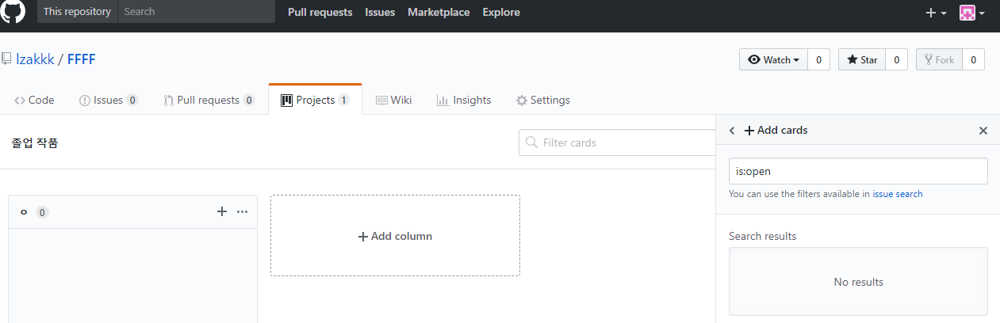 This repository Search Pull requests Issues Marketplace Explore
lzakkk / FFFF Watch 0 Star 0 Fork 0
Code Issues 0 Pull requests 0 Projects 1 Wiki Insights Settings
졸업 작품 Filter cards
Add cards
is:open
You can use the filters available in issue search
ㅇ 0
Add column
Search results
No results